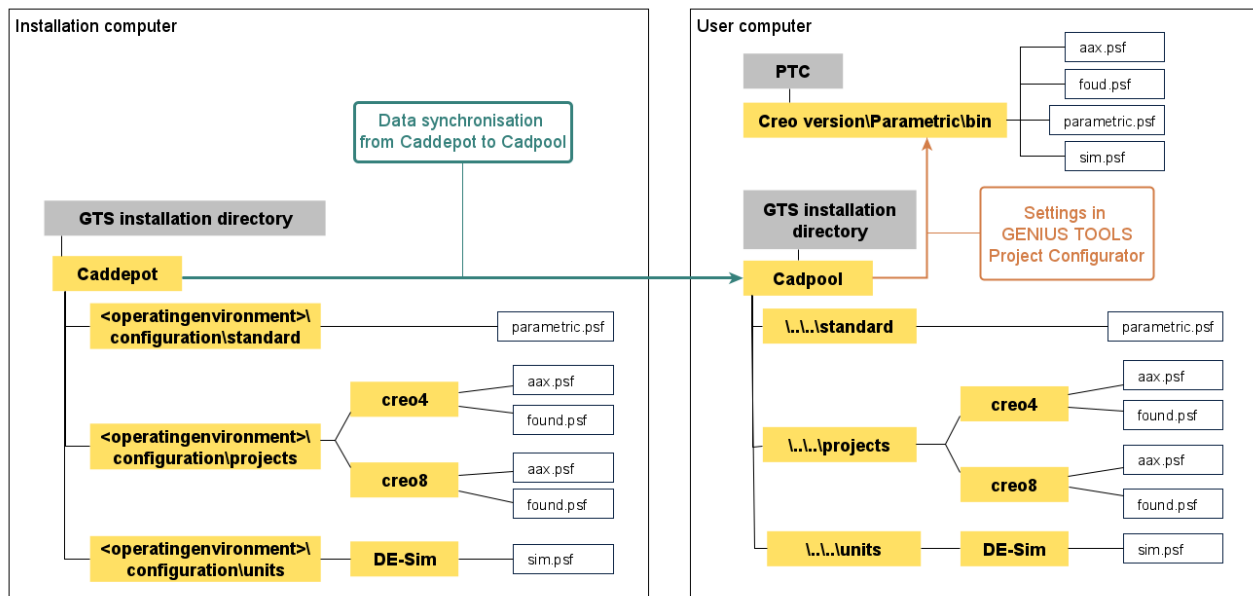 Installation computer
Data synchronisation
from Caddepot to Cadpool
GTS installation directory
Caddepot
<operatingenvironment>\
configuration\standard
parametric.psf
<operatingenvironment>\
configuration\projects
creo4
aax.psf
found.psf
creo8
aax.psf
found.psf
<operatingenvironment>\
configuration\units
DE-Sim
sim.psf
User computer
PTC
Creo version\Parametric\bin
aax.psf
foud.psf
parametric.psf
sim.psf
GTS installation
directory
Settings in
GENIUS TOOLS
Project Configurator
Cadpool
\..\..\standard
parametric.psf
\..\..\projects
creo4
aax.psf
found.psf
creo8
aax.psf
found.psf
\..\..\units
DE-Sim
sim.psf